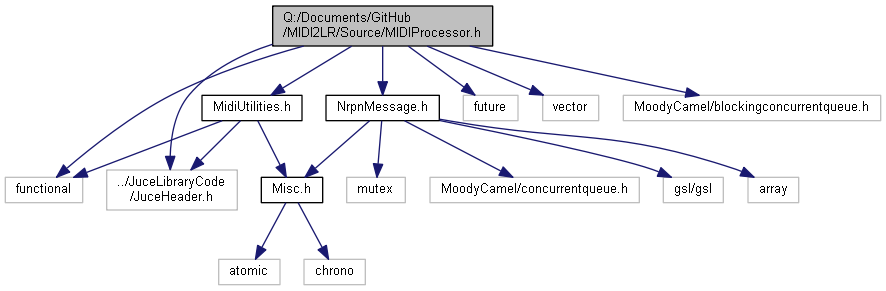 Q:/Documents/GitHub
/MIDI2LR/Source/MIDIProcessor.h
MidiUtilities.h
NrpnMessage.h
future
vector
MoodyCamel/blockingconcurrentqueue.h
functional
../JuceLibraryCode
/JuceHeader.h
Misc.h
mutex
MoodyCamel/concurrentqueue.h
gsl/gsl
array
atomic
chrono